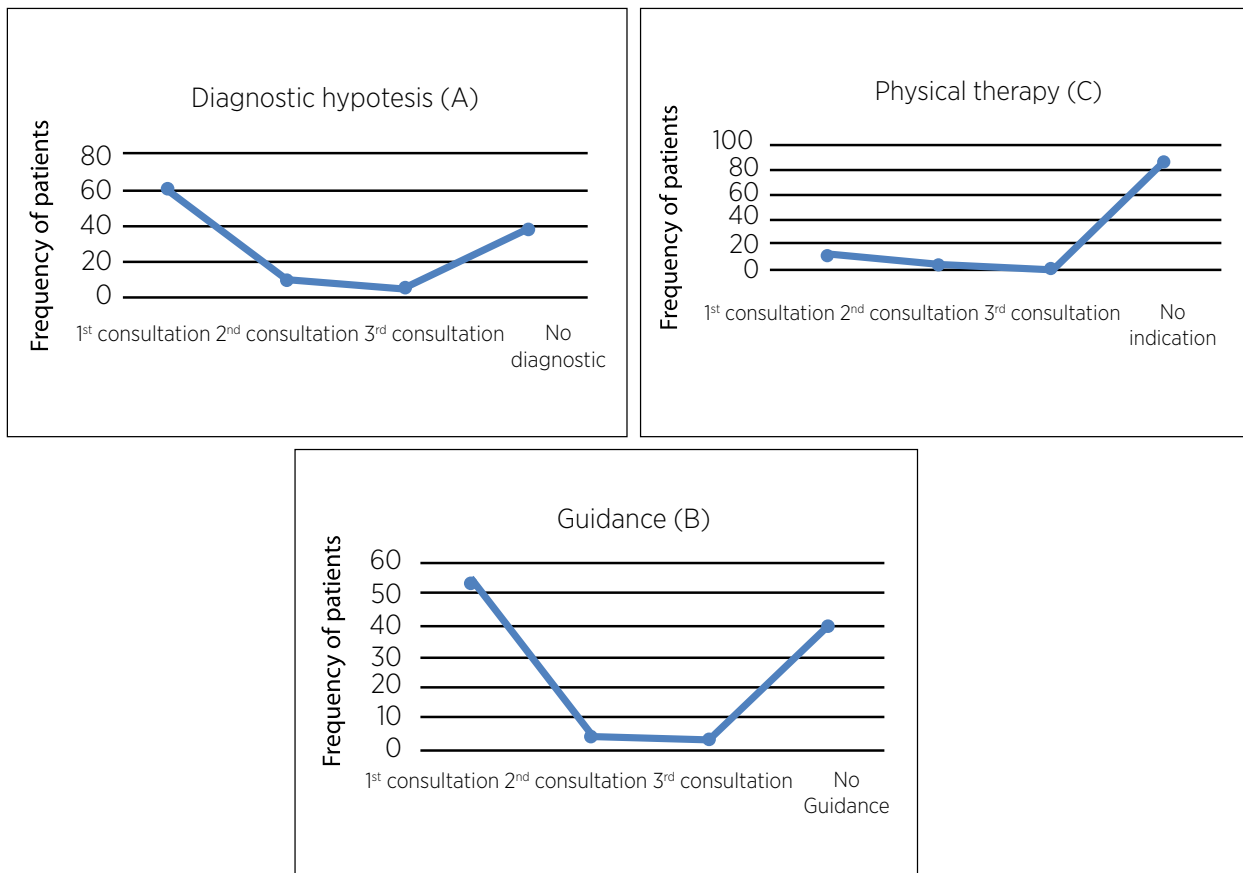 Diagnostic hypotesis (A)
Frequency of patients
80
60
40
20
0
1st consultation 2nd consultation 3rd consultation No
diagnostic
Physical therapy (C)
Frequency of patients
100
80
60
40
20
0
1st consultation 2nd consultation 3rd consultation No
indication
Guidance (B)
Frequency of patients
60
50
40
30
20
10
0
1st consultation 2nd consultation 3rd consultation No
Guidance